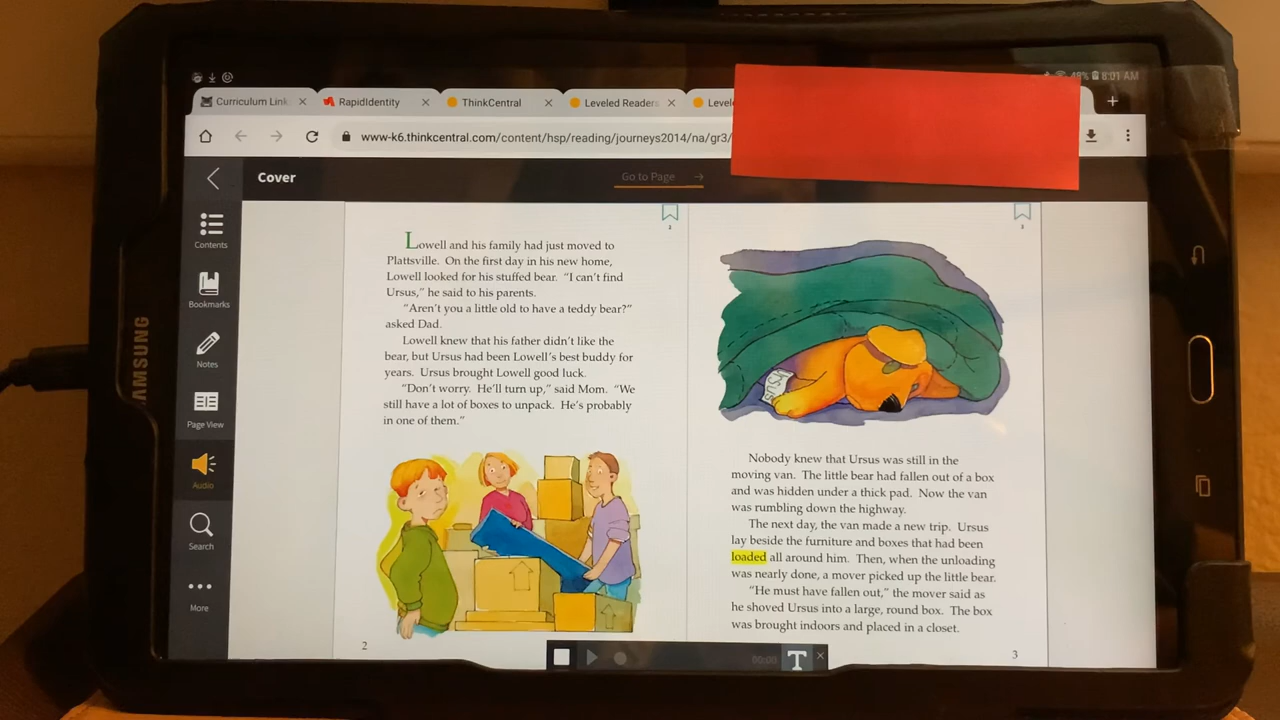 48% 8:01 AM
Curriculum Link
RapidIdentity
ThinkCentral
Leveled Readers
Levele
www-k6.thinkcentral.com/content/hsp/reading/journeys2014/na/gr3/
Cover
Go to Page
Contents
Bookmarks
Notes
Page View
Audio
Search
More
SAMSUNG
Lowell and his family had just moved to
Plattsville. On the first day in his new home,
Lowell looked for his stuffed bear. “I can’t find
Ursus,” he said to his parents.
“Aren’t you a little old to have a teddy bear?”
asked Dad.
Lowell knew that his father didn’t like the
bear, but Ursus had been Lowell’s best buddy for
years. Ursus brought Lowell good luck.
“Don’t worry. He’ll turn up,” said Mom. “We
still have a lot of boxes to unpack. He’s probably
in one of them.”
2
Nobody knew that Ursus was still in the
moving van. The little bear had fallen out of a box
and was hidden under a thick pad. Now the van
was rumbling down the highway.
The next day, the van made a new trip. Ursus
lay beside the furniture and boxes that had been
loaded all around him. Then, when the unloading
was nearly done, a mover picked up the little bear.
“He must have fallen out,” the mover said as
he shoved Ursus into a large, round box. The box
was brought indoors and placed in a closet.
3
00:00
T